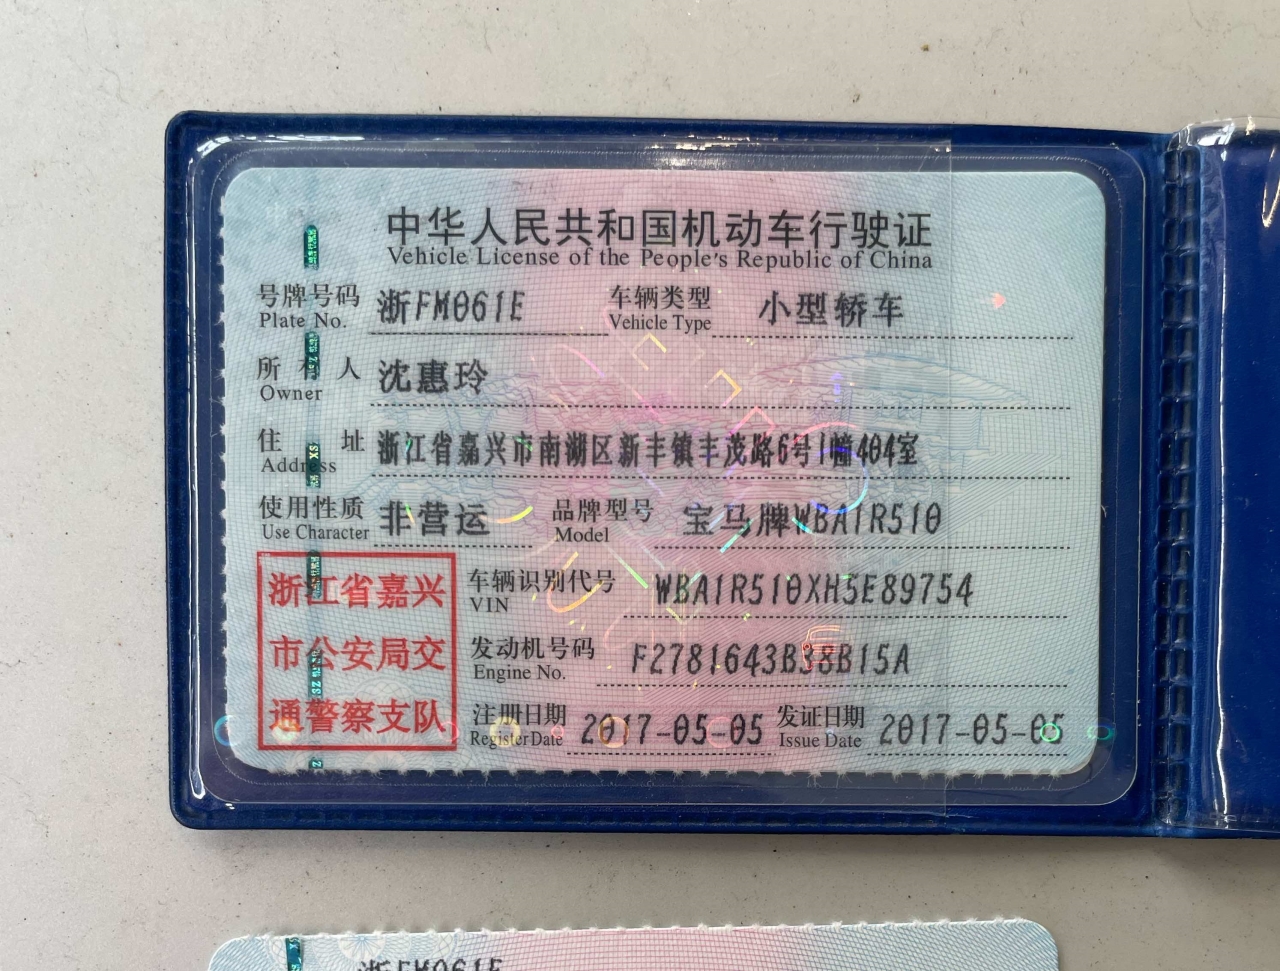 中华人民共和国机动车行驶证
Vehicle License of the People's Republic of China
号牌号码 浙FM061E 车辆类型 小型轿车
Plate No. Vehicle Type
所 人 沈惠玲
Owner
住 址 浙江省嘉兴市南湖区新丰镇丰茂路6号1幢404室
Address
使用性质 非营运 品牌型号 宝马牌WBA1R510
Use Character Model
浙江省嘉兴
市公安局交
通警察支队
车辆识别代号 WBA1R510XH5E89754
VIN
发动机号码 F2781643B38B15A
Engine No.
注册日期 2017-05-05 发证日期 2017-05-05
Register Date Issue Date
浙FM061E